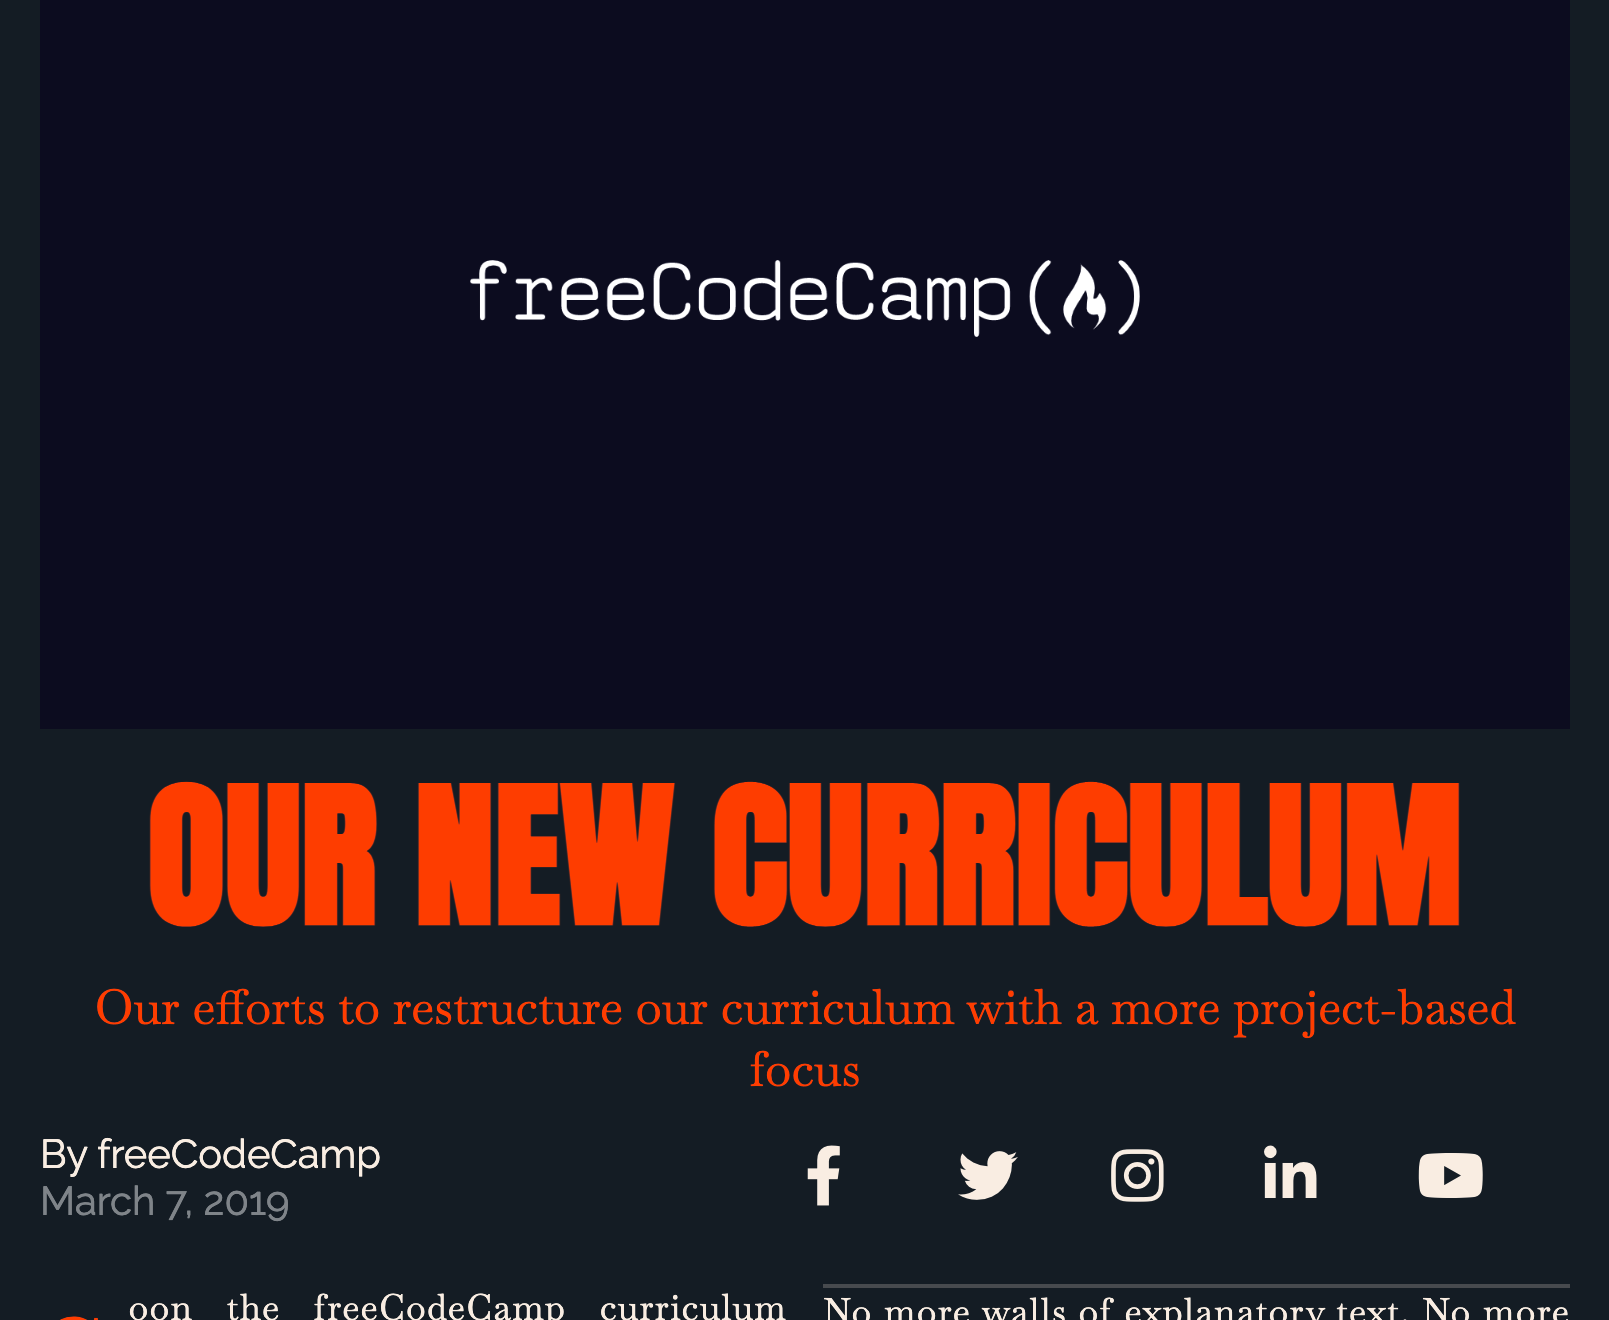 freeCodeCamp(🔥)
OUR NEW CURRICULUM
Our efforts to restructure our curriculum with a more project-based
focus
By freeCodeCamp
March 7, 2019
oon the freeCodeCamp curriculum
No more walls of explanatory text. No more